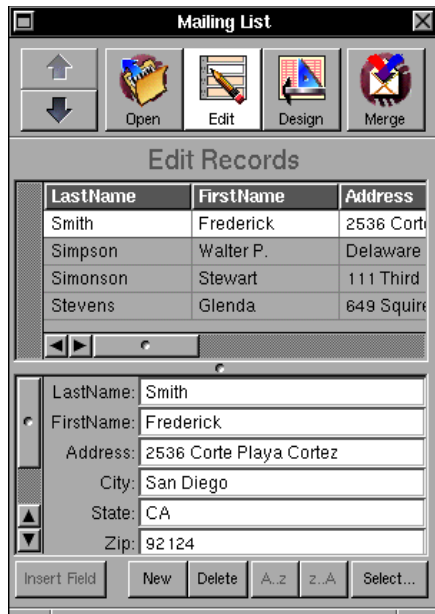 Mailing List
Open Edit Design Merge
Edit Records
LastName FirstName Address
Smith Frederick 2536 Corte
Simpson Walter P. Delaware
Simonson Stewart 111 Third
Stevens Glenda 649 Squire
LastName: Smith
FirstName: Frederick
Address: 2536 Corte Playa Cortez
City: San Diego
State: CA
Zip: 92124
Insert Field New Delete A..z z..A Select...